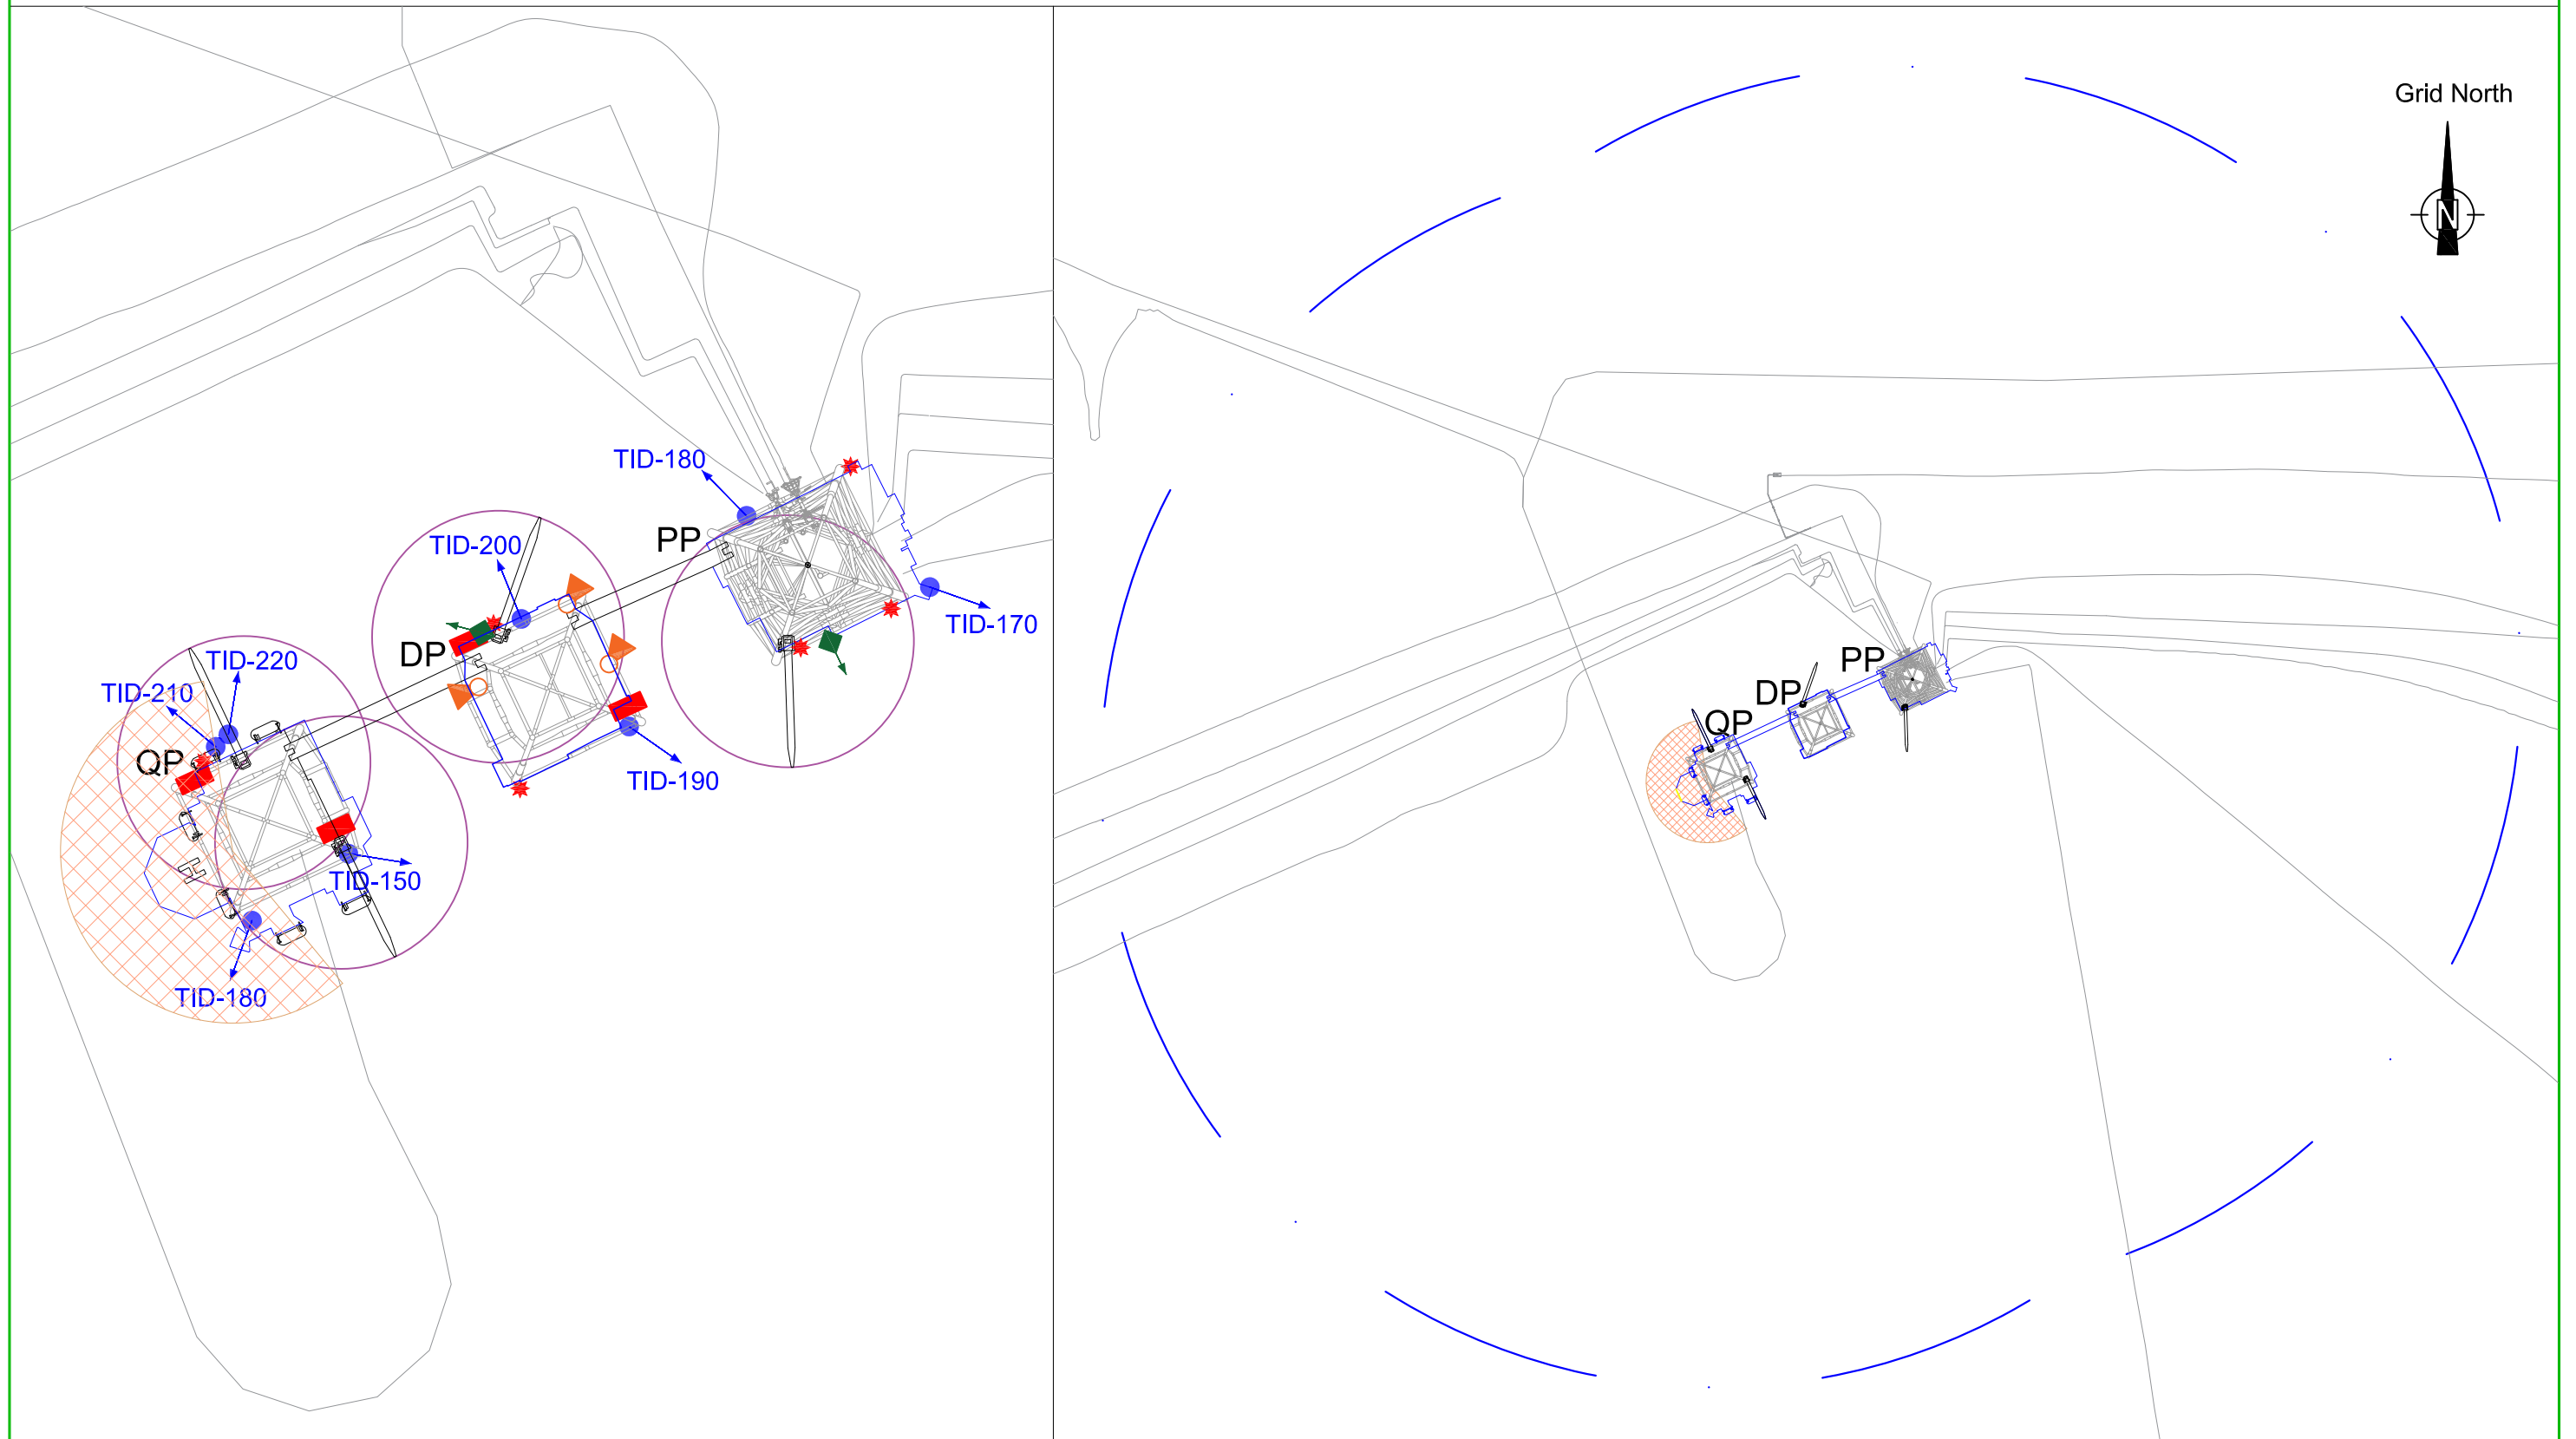 Grid North
N
TID-180
PP
TID-200
TID-170
DP
TID-220
TID-210
QP
TID-190
H
TID-150
TID-180
PP
DP
QP